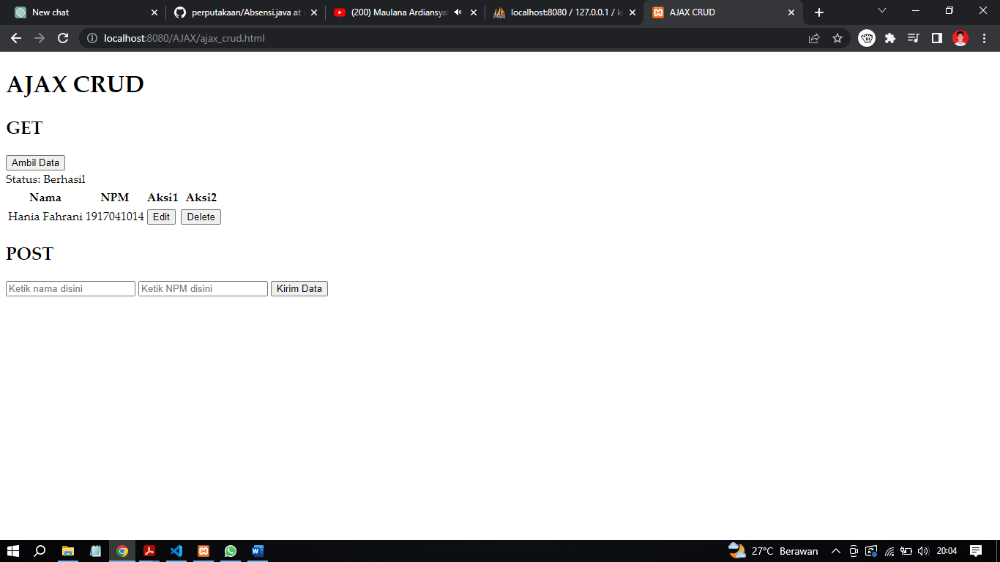 New chat
perputakaan/Absensi.java at
(200) Maulana Ardiansya
localhost:8080 / 127.0.0.1 /
AJAX CRUD
localhost:8080/AJAX/ajax_crud.html
AJAX CRUD
GET
Ambil Data
Status: Berhasil
Nama NPM Aksi1 Aksi2
Hania Fahrani 1917041014 Edit Delete
POST
Ketik nama disini Ketik NPM disini Kirim Data
27°C Berawan 20:04